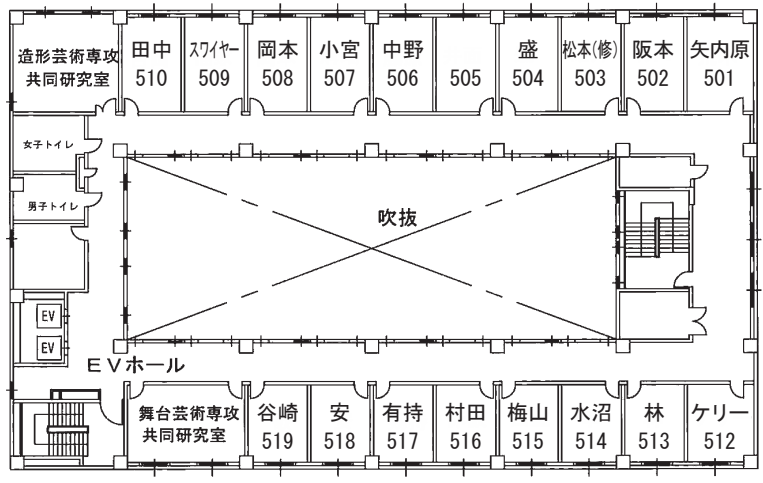 造形芸術専攻
共同研究室
田中
510
スワイヤー
509
岡本
508
小宮
507
中野
506
505
盛
504
松本(修)
503
阪本
502
矢内原
501
女子トイレ
男子トイレ
吹抜
EV
EV
EVホール
舞台芸術専攻
共同研究室
谷崎
519
安
518
有持
517
村田
516
梅山
515
水沼
514
林
513
ケリー
512